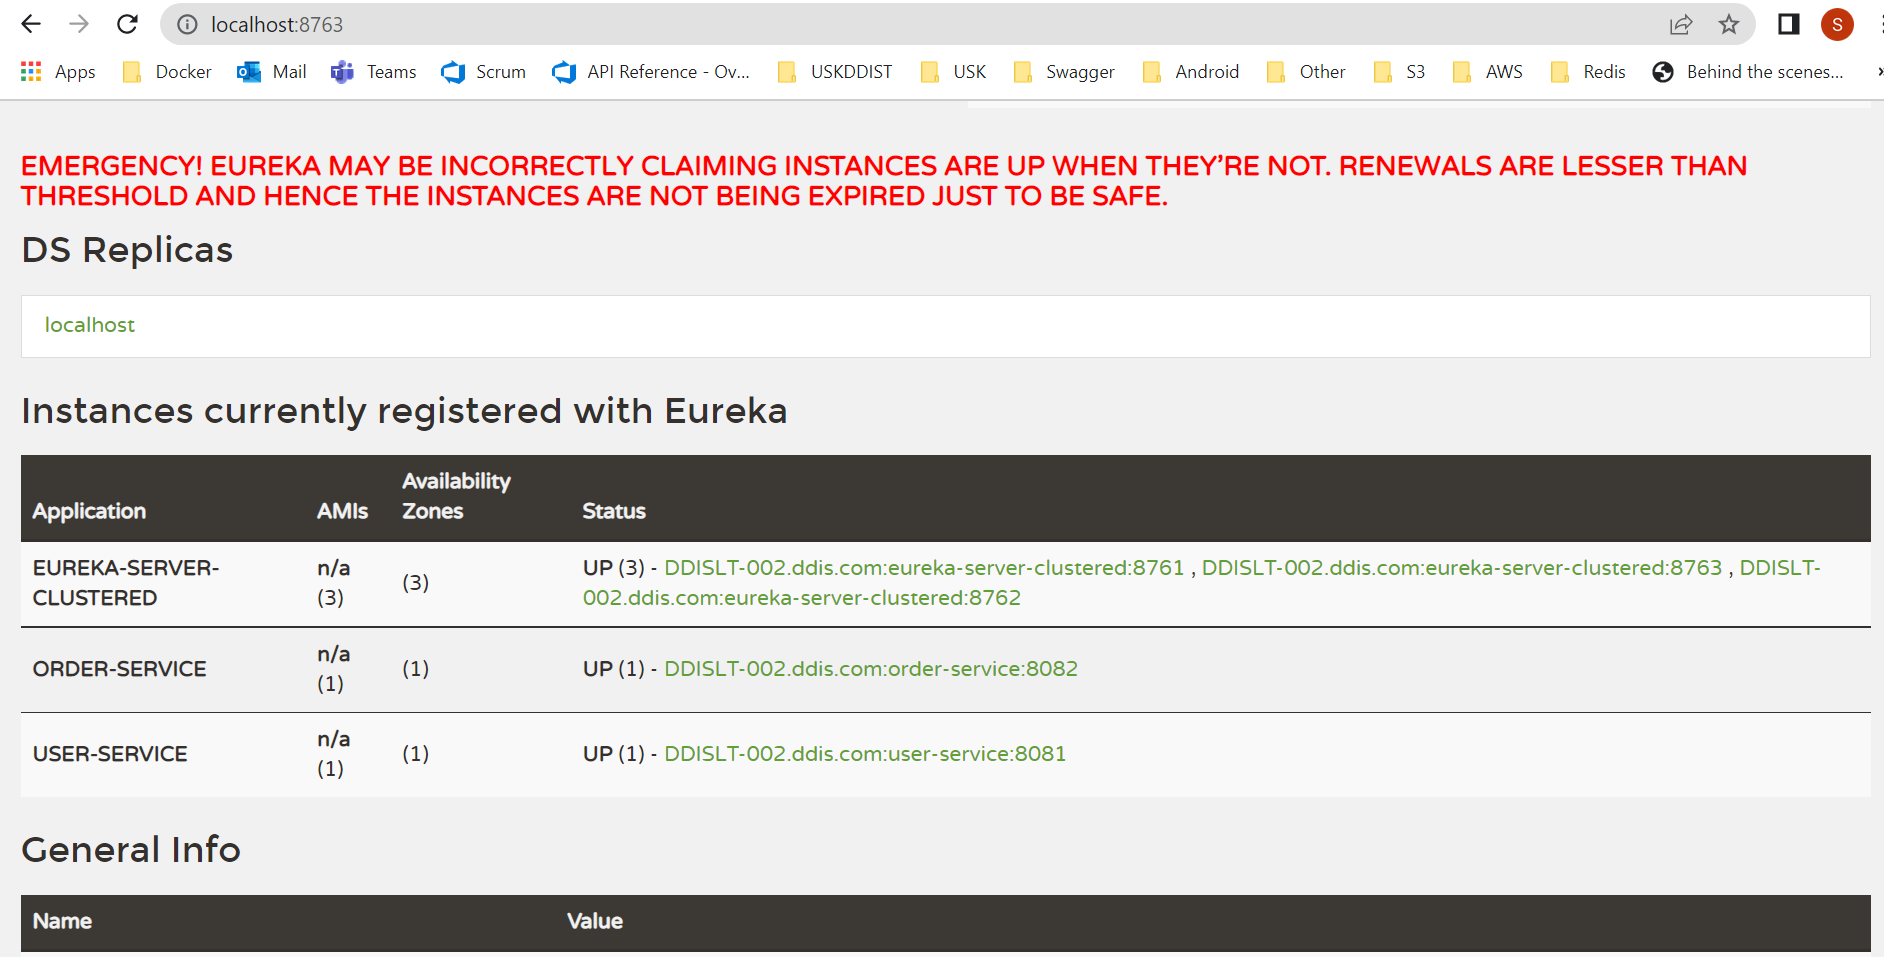 localhost:8763
S
Apps Docker Mail Teams Scrum API Reference - Ov... USKDDIST USK Swagger Android Other S3 AWS Redis Behind the scenes... »
EMERGENCY! EUREKA MAY BE INCORRECTLY CLAIMING INSTANCES ARE UP WHEN THEY’RE NOT. RENEWALS ARE LESSER THAN
THRESHOLD AND HENCE THE INSTANCES ARE NOT BEING EXPIRED JUST TO BE SAFE.
DS Replicas
localhost
Instances currently registered with Eureka
Application AMIs Availability Zones Status
EUREKA-SERVER-CLUSTERED n/a (3) (3) UP (3) - DDISLT-002.ddis.com:eureka-server-clustered:8761 , DDISLT-002.ddis.com:eureka-server-clustered:8763 , DDISLT-
002.ddis.com:eureka-server-clustered:8762
ORDER-SERVICE n/a (1) (1) UP (1) - DDISLT-002.ddis.com:order-service:8082
USER-SERVICE n/a (1) (1) UP (1) - DDISLT-002.ddis.com:user-service:8081
General Info
Name Value